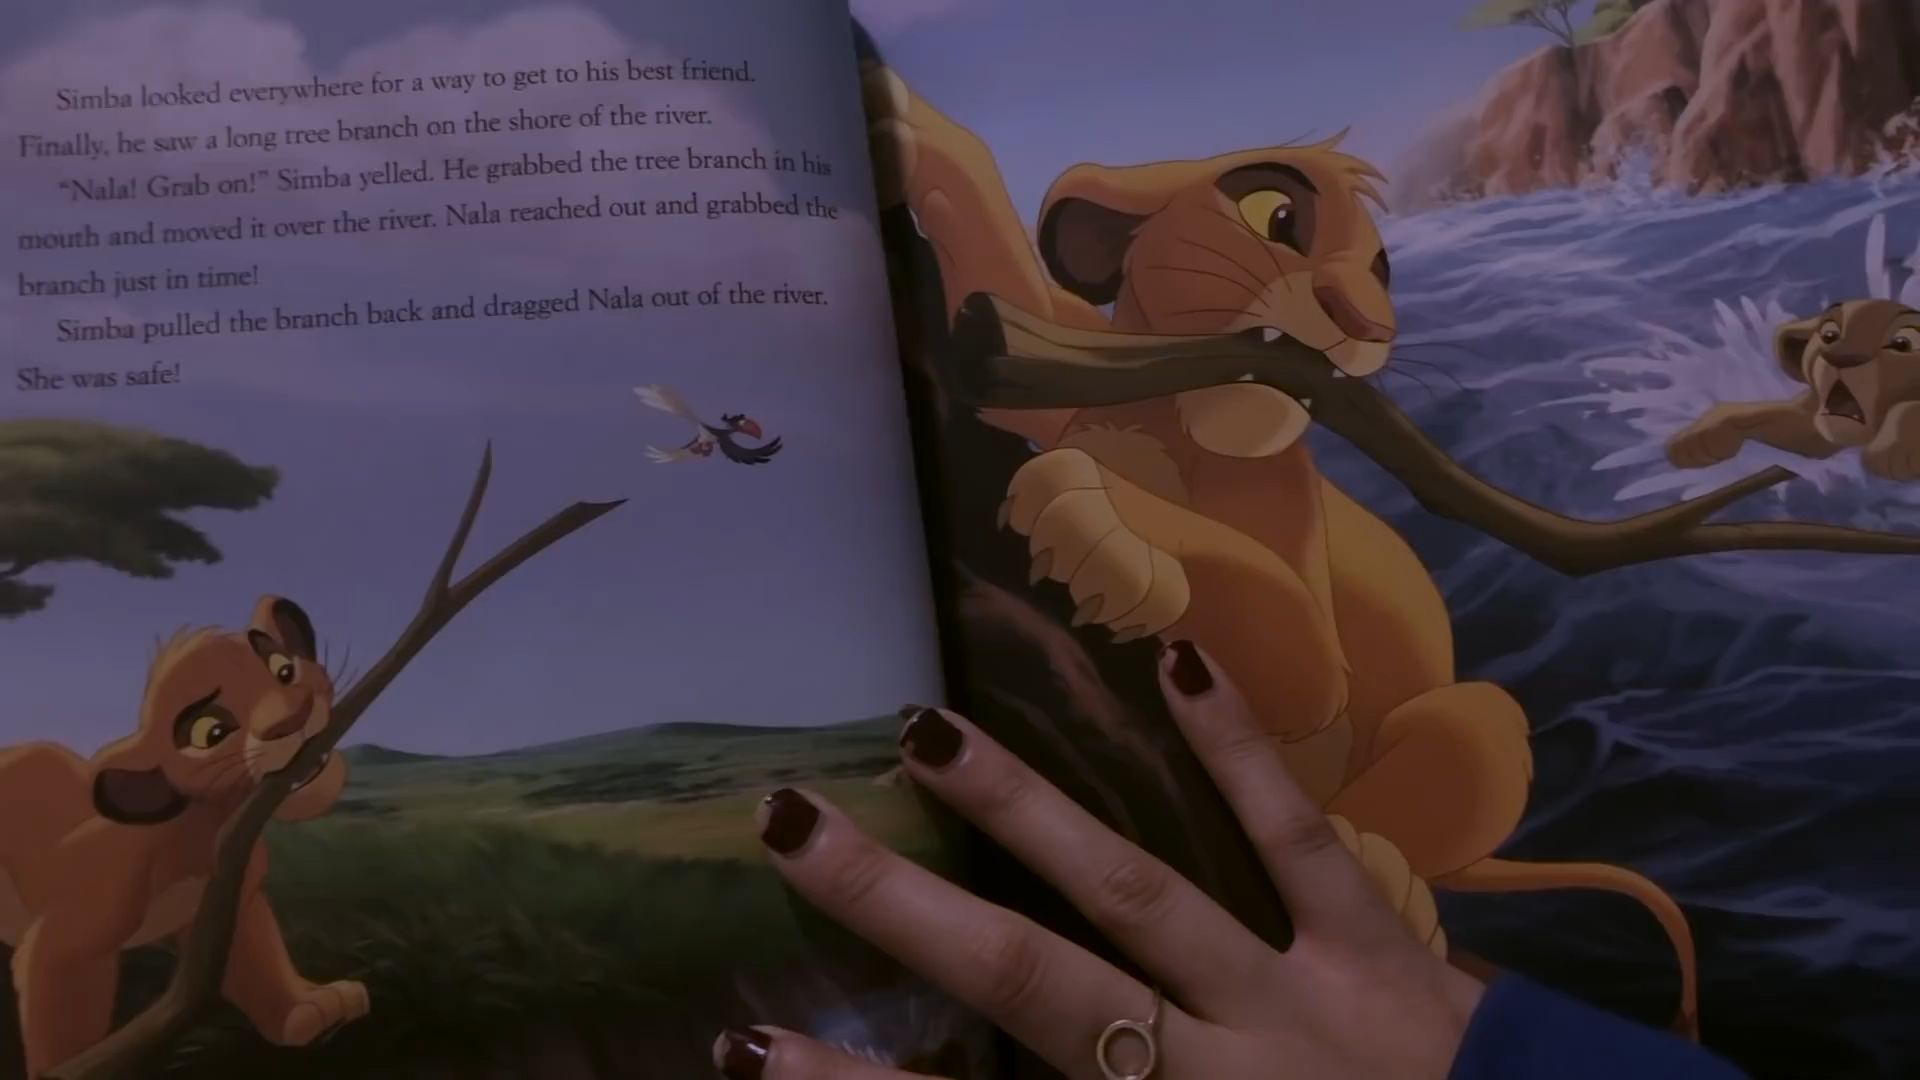 Simba looked everywhere for a way to get to his best friend.
Finally, he saw a long tree branch on the shore of the river.
“Nala! Grab on!” Simba yelled. He grabbed the tree branch in his
mouth and moved it over the river. Nala reached out and grabbed the
branch just in time!
Simba pulled the branch back and dragged Nala out of the river.
She was safe!